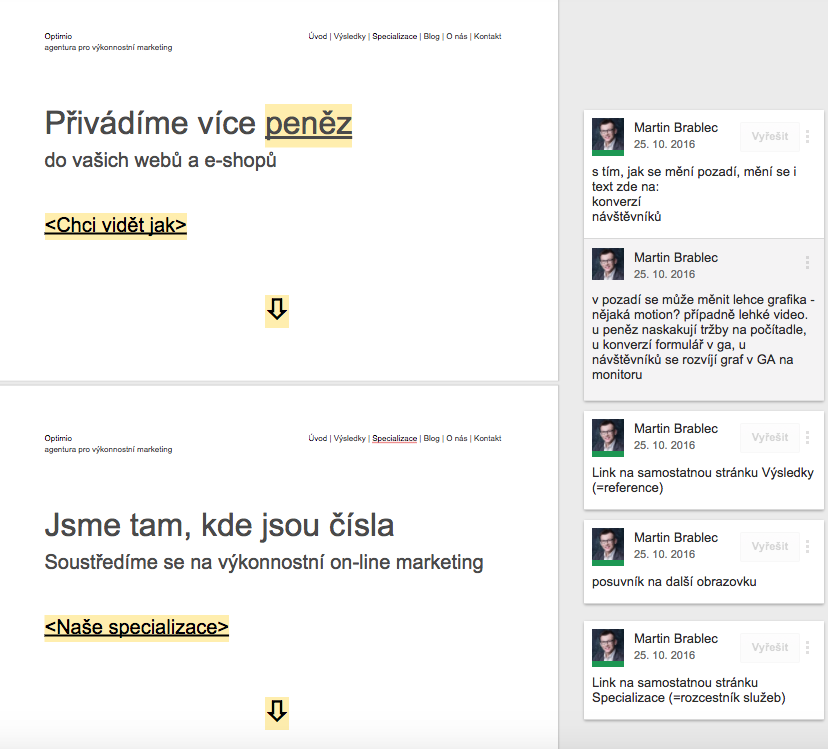 Optimio
agentura pro výkonnostní marketing
Úvod | Výsledky | Specializace | Blog | O nás | Kontakt
Přivádíme více peněz
do vašich webů a e-shopů
<Chci vidět jak>
Optimio
agentura pro výkonnostní marketing
Úvod | Výsledky | Specializace | Blog | O nás | Kontakt
Jsme tam, kde jsou čísla
Soustředíme se na výkonnostní on-line marketing
<Naše specializace>
Martin Brablec
25. 10. 2016
Vyřešit
s tím, jak se mění pozadí, mění se i
text zde na:
konverzí
návštěvníků
Martin Brablec
25. 10. 2016
v pozadí se může měnit lehce grafika -
nějaká motion? případně lehké video.
u peněz naskakují tržby na počítadle,
u konverzí formulář v ga, u
návštěvníků se rozvíjí graf v GA na
monitoru
Martin Brablec
25. 10. 2016
Vyřešit
Link na samostatnou stránku Výsledky
(=reference)
Martin Brablec
25. 10. 2016
Vyřešit
posuvník na další obrazovku
Martin Brablec
25. 10. 2016
Vyřešit
Link na samostatnou stránku
Specializace (=rozcestník služeb)